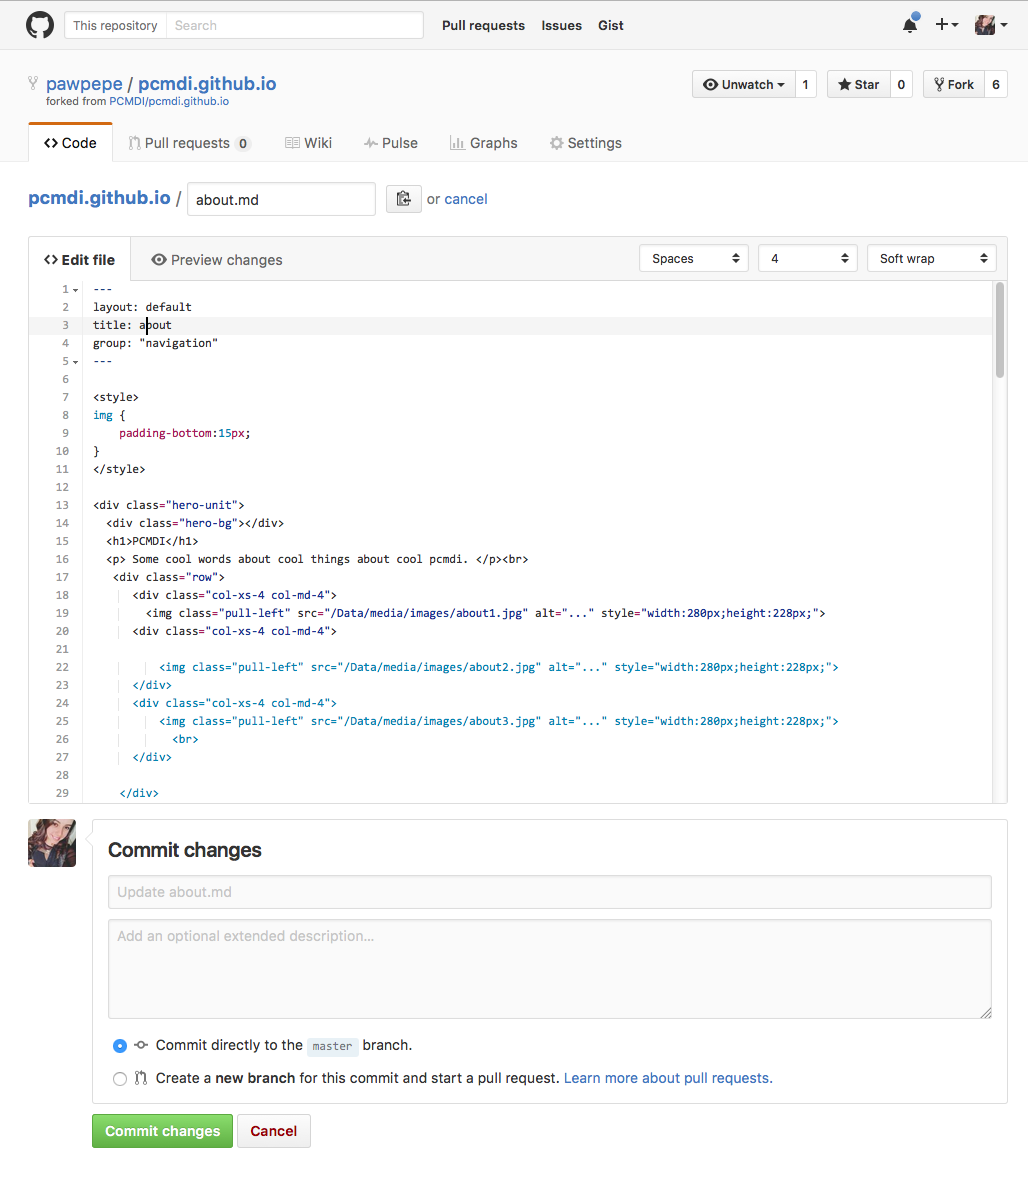 This repository Search Pull requests Issues Gist
pawpepe / pcmdi.github.io
forked from PCMDI/pcmdi.github.io
Unwatch 1 Star 0 Fork 6
Code Pull requests 0 Wiki Pulse Graphs Settings
pcmdi.github.io / about.md or cancel
Edit file Preview changes Spaces 4 Soft wrap
1 ---
2 layout: default
3 title: about
4 group: "navigation"
5 ---
6
7 <style>
8 img {
9 padding-bottom:15px;
10 }
11 </style>
12
13 <div class="hero-unit">
14 <div class="hero-bg"></div>
15 <h1>PCMDI</h1>
16 <p> Some cool words about cool things about cool pcmdi. </p><br>
17 <div class="row">
18 <div class="col-xs-4 col-md-4">
19 <img class="pull-left" src="/Data/media/images/about1.jpg" alt="..." style="width:280px;height:228px;">
20 <div class="col-xs-4 col-md-4">
21
22 <img class="pull-left" src="/Data/media/images/about2.jpg" alt="..." style="width:280px;height:228px;">
23 </div>
24 <div class="col-xs-4 col-md-4">
25 <img class="pull-left" src="/Data/media/images/about3.jpg" alt="..." style="width:280px;height:228px;">
26 <br>
27 </div>
28
29 </div>
Commit changes
Update about.md
Add an optional extended description...
Commit directly to the master branch.
Create a new branch for this commit and start a pull request. Learn more about pull requests.
Commit changes Cancel